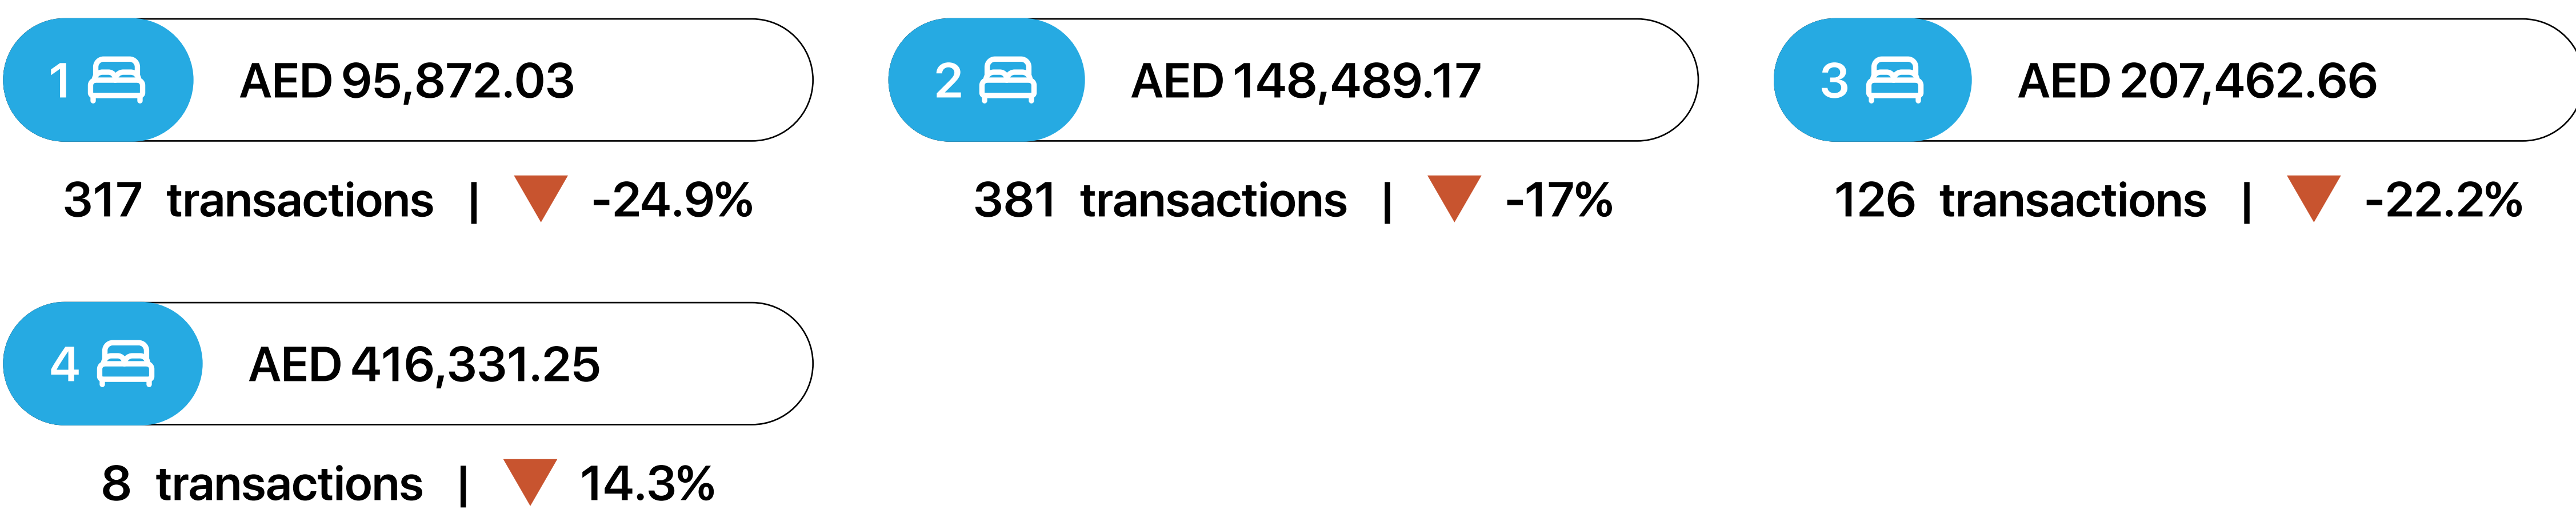 1 AED 95,872.03
317 transactions | -24.9%
2 AED 148,489.17
381 transactions | -17%
3 AED 207,462.66
126 transactions | -22.2%
4 AED 416,331.25
8 transactions | 14.3%